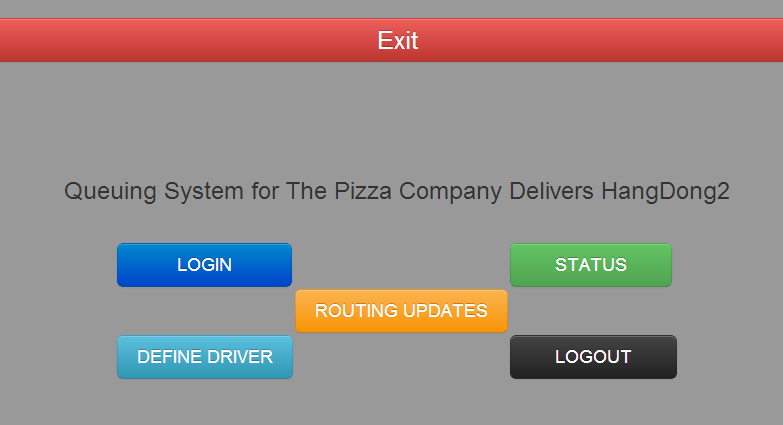 Exit
Queuing System for The Pizza Company Delivers HangDong2
LOGIN
STATUS
ROUTING UPDATES
DEFINE DRIVER
LOGOUT